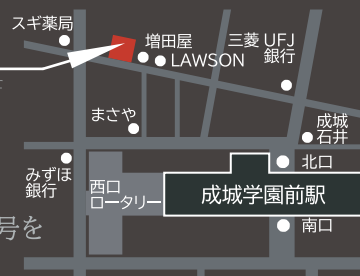 スギ薬局
増田屋
LAWSON
三菱 UFJ
銀行
まさや
成城
石井
みずほ
銀行
西口
ロータリー
北口
成城学園前駅
南口
号を